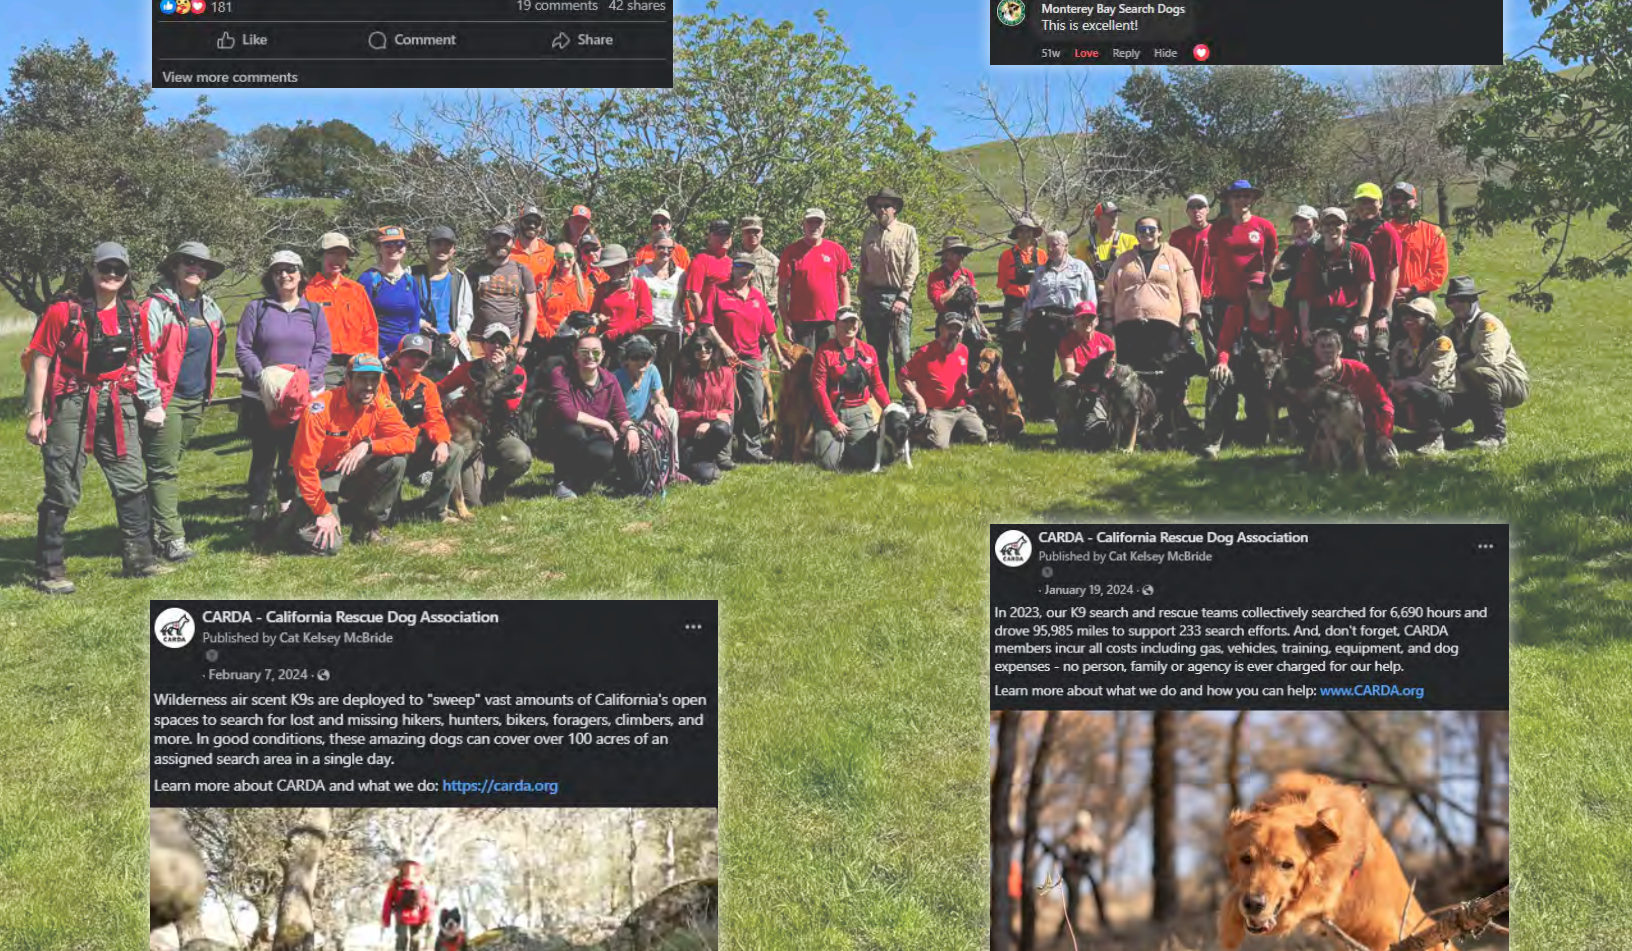 181
19 comments 42 shares
Like Comment Share
View more comments
Monterey Bay Search Dogs
This is excellent!
51w Love Reply Hide
CARDA - California Rescue Dog Association
Published by Cat Kelsey McBride
· February 7, 2024 ·
Wilderness air scent K9s are deployed to "sweep" vast amounts of California's open
spaces to search for lost and missing hikers, hunters, bikers, foragers, climbers, and
more. In good conditions, these amazing dogs can cover over 100 acres of an
assigned search area in a single day.
Learn more about CARDA and what we do: https://carda.org
CARDA
CARDA - California Rescue Dog Association
Published by Cat Kelsey McBride
· January 19, 2024 ·
In 2023, our K9 search and rescue teams collectively searched for 6,690 hours and
drove 95,985 miles to support 233 search efforts. And, don't forget, CARDA
members incur all costs including gas, vehicles, training, equipment, and dog
expenses - no person, family or agency is ever charged for our help.
Learn more about what we do and how you can help: www.CARDA.org
CARDA